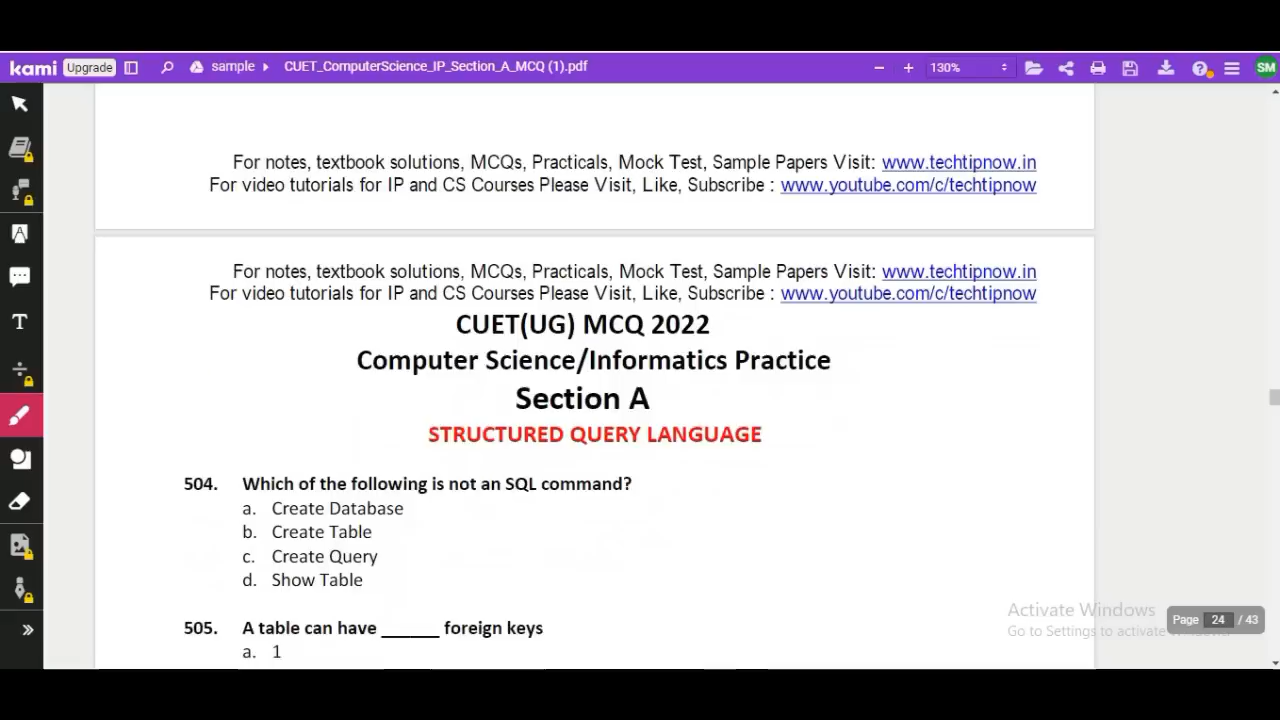 kami Upgrade sample CUET_ComputerScience_IP_Section_A_MCQ (1).pdf 130% SM
For notes, textbook solutions, MCQs, Practicals, Mock Test, Sample Papers Visit: www.techtipnow.in
For video tutorials for IP and CS Courses Please Visit, Like, Subscribe : www.youtube.com/c/techtipnow
For notes, textbook solutions, MCQs, Practicals, Mock Test, Sample Papers Visit: www.techtipnow.in
For video tutorials for IP and CS Courses Please Visit, Like, Subscribe : www.youtube.com/c/techtipnow
CUET(UG) MCQ 2022
Computer Science/Informatics Practice
Section A
STRUCTURED QUERY LANGUAGE
504. Which of the following is not an SQL command?
a. Create Database
b. Create Table
c. Create Query
d. Show Table
505. A table can have ______ foreign keys
a. 1
Activate Windows
Go to Settings to activate
Page 24 / 43